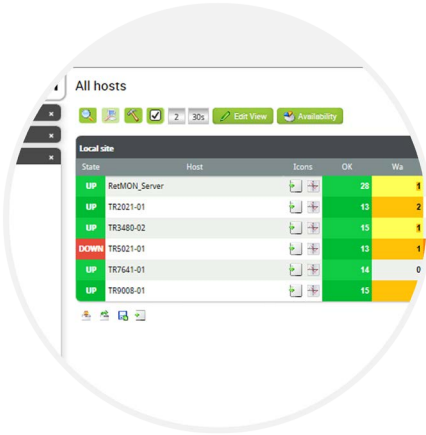 All hosts
2 30s Edit View Availability
Local site
State Host Icons OK Wa
UP RetMON_Server 28 1
UP TR2021-01 13 2
UP TR3480-02 15 1
DOWN TR5021-01 13 1
UP TR7641-01 14 0
UP TR9008-01 15